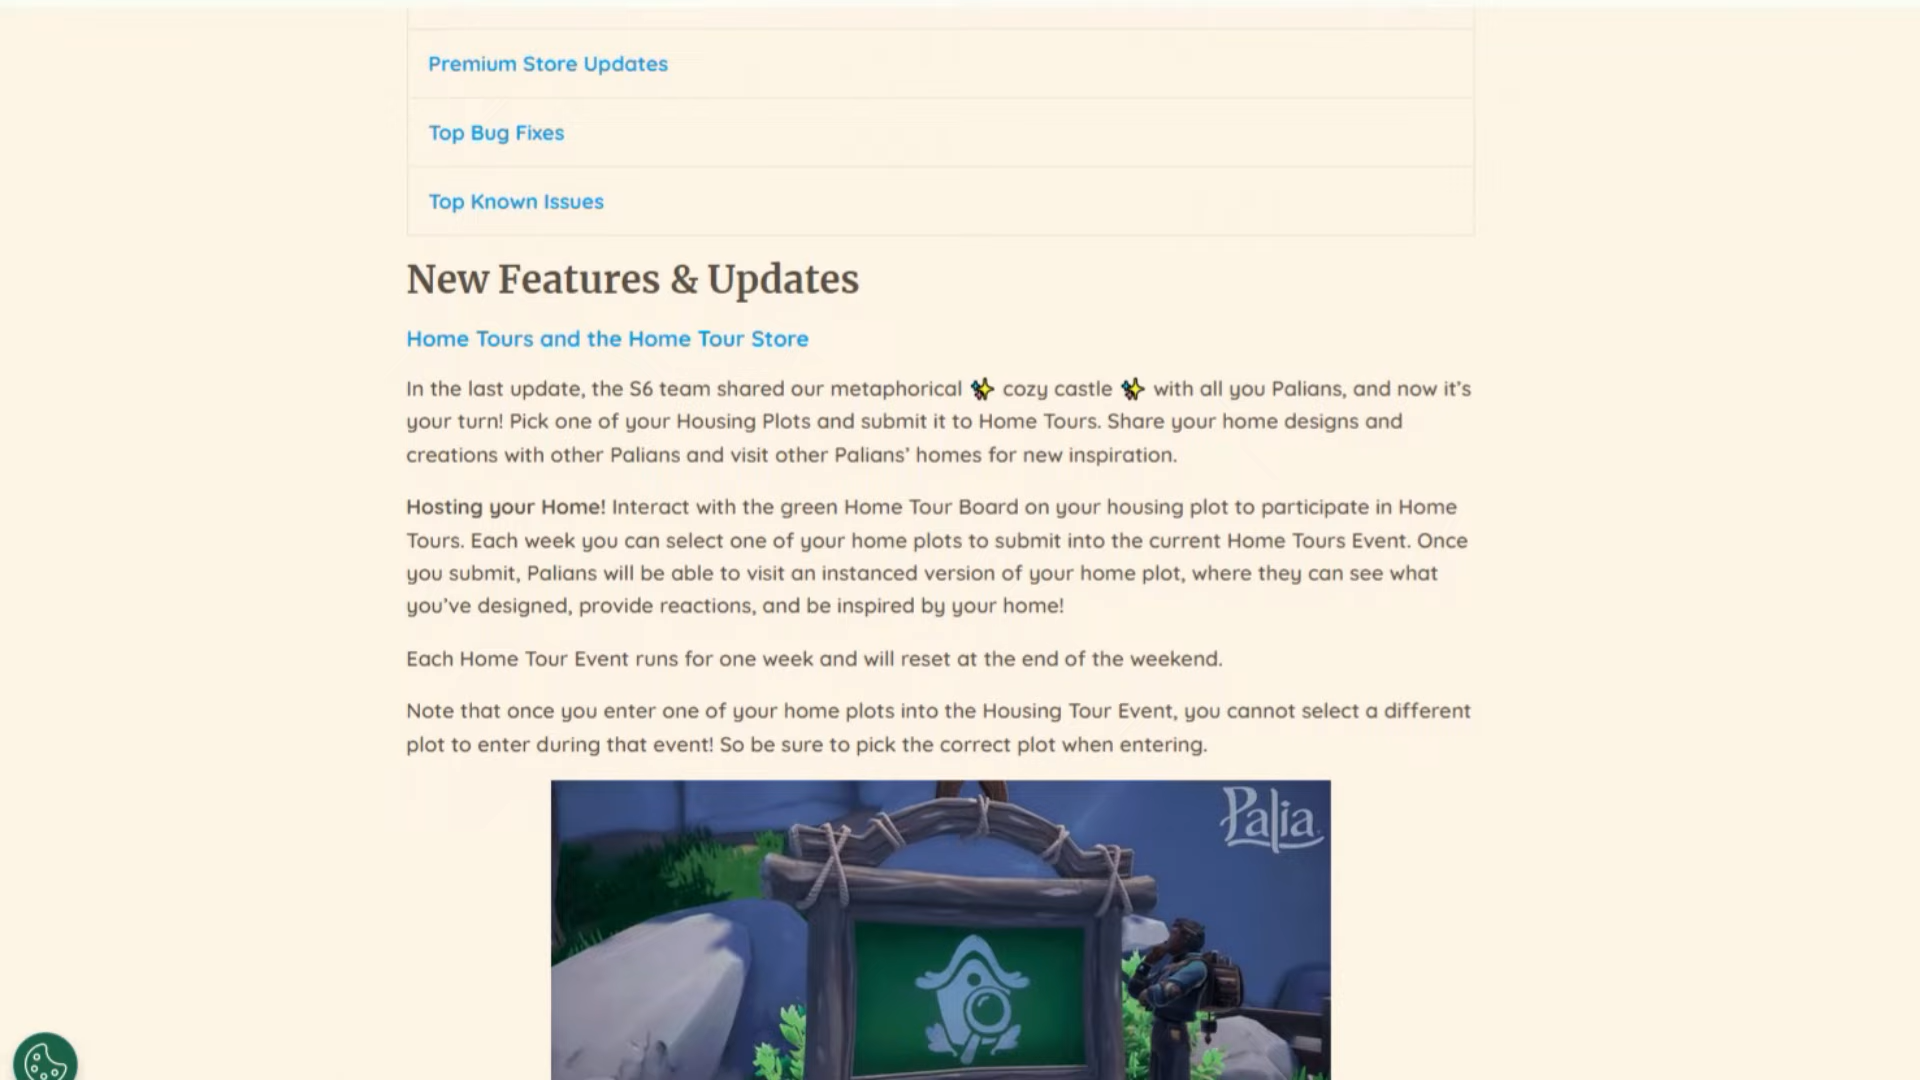 Premium Store Updates
Top Bug Fixes
Top Known Issues
New Features & Updates
Home Tours and the Home Tour Store
In the last update, the S6 team shared our metaphorical ✨ cozy castle ✨ with all you Palians, and now it’s
your turn! Pick one of your Housing Plots and submit it to Home Tours. Share your home designs and
creations with other Palians and visit other Palians’ homes for new inspiration.
Hosting your Home! Interact with the green Home Tour Board on your housing plot to participate in Home
Tours. Each week you can select one of your home plots to submit into the current Home Tours Event. Once
you submit, Palians will be able to visit an instanced version of your home plot, where they can see what
you’ve designed, provide reactions, and be inspired by your home!
Each Home Tour Event runs for one week and will reset at the end of the weekend.
Note that once you enter one of your home plots into the Housing Tour Event, you cannot select a different
plot to enter during that event! So be sure to pick the correct plot when entering.
Palia